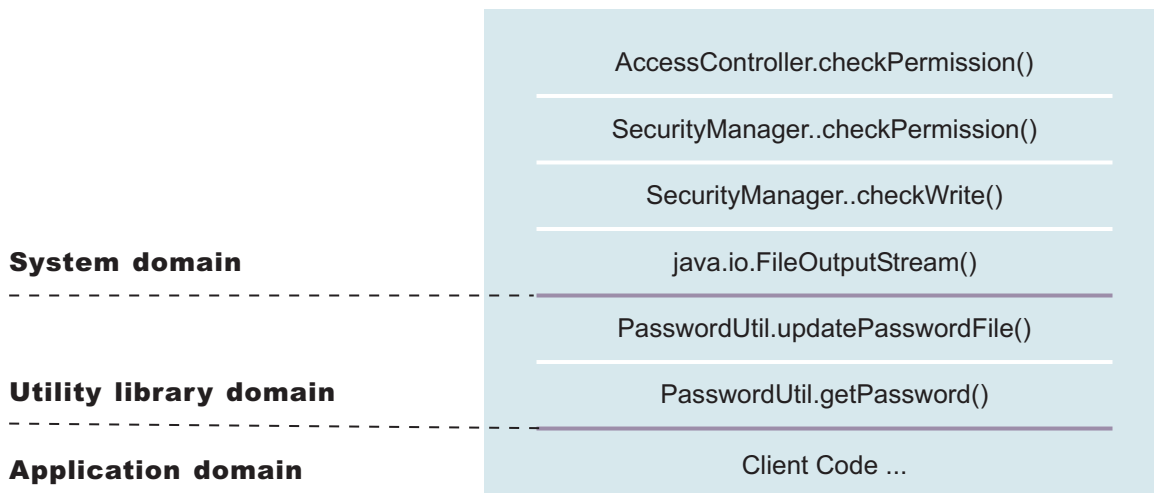 AccessController.checkPermission()
SecurityManager..checkPermission()
SecurityManager..checkWrite()
System domain
java.io.FileOutputStream()
PasswordUtil.updatePasswordFile()
Utility library domain
PasswordUtil.getPassword()
Application domain
Client Code ...